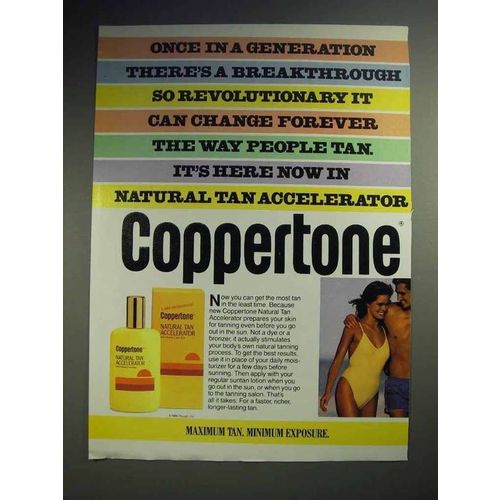 ONCE IN A GENERATION
THERE'S A BREAKTHROUGH
SO REVOLUTIONARY IT
CAN CHANGE FOREVER
THE WAY PEOPLE TAN.
IT'S HERE NOW IN
NATURAL TAN ACCELERATOR
Coppertone®
Now you can get the most tan
in the least time. Because
new Coppertone Natural Tan
Accelerator prepares your skin
for tanning even before you go
out in the sun. Not a dye or a
bronzer, it actually stimulates
your body's own natural tanning
process. To get the best results,
use it in place of your daily mois-
turizer for a few days before
sunning. Then apply with your
regular suntan lotion when you
go out in the sun, or when you go
to the tanning salon. That's
all it takes. For a faster, richer,
longer-lasting tan.
Coppertone
NATURAL TAN
ACCELERATOR
Coppertone
NATURAL TAN
ACCELERATOR
MAXIMUM TAN. MINIMUM EXPOSURE.